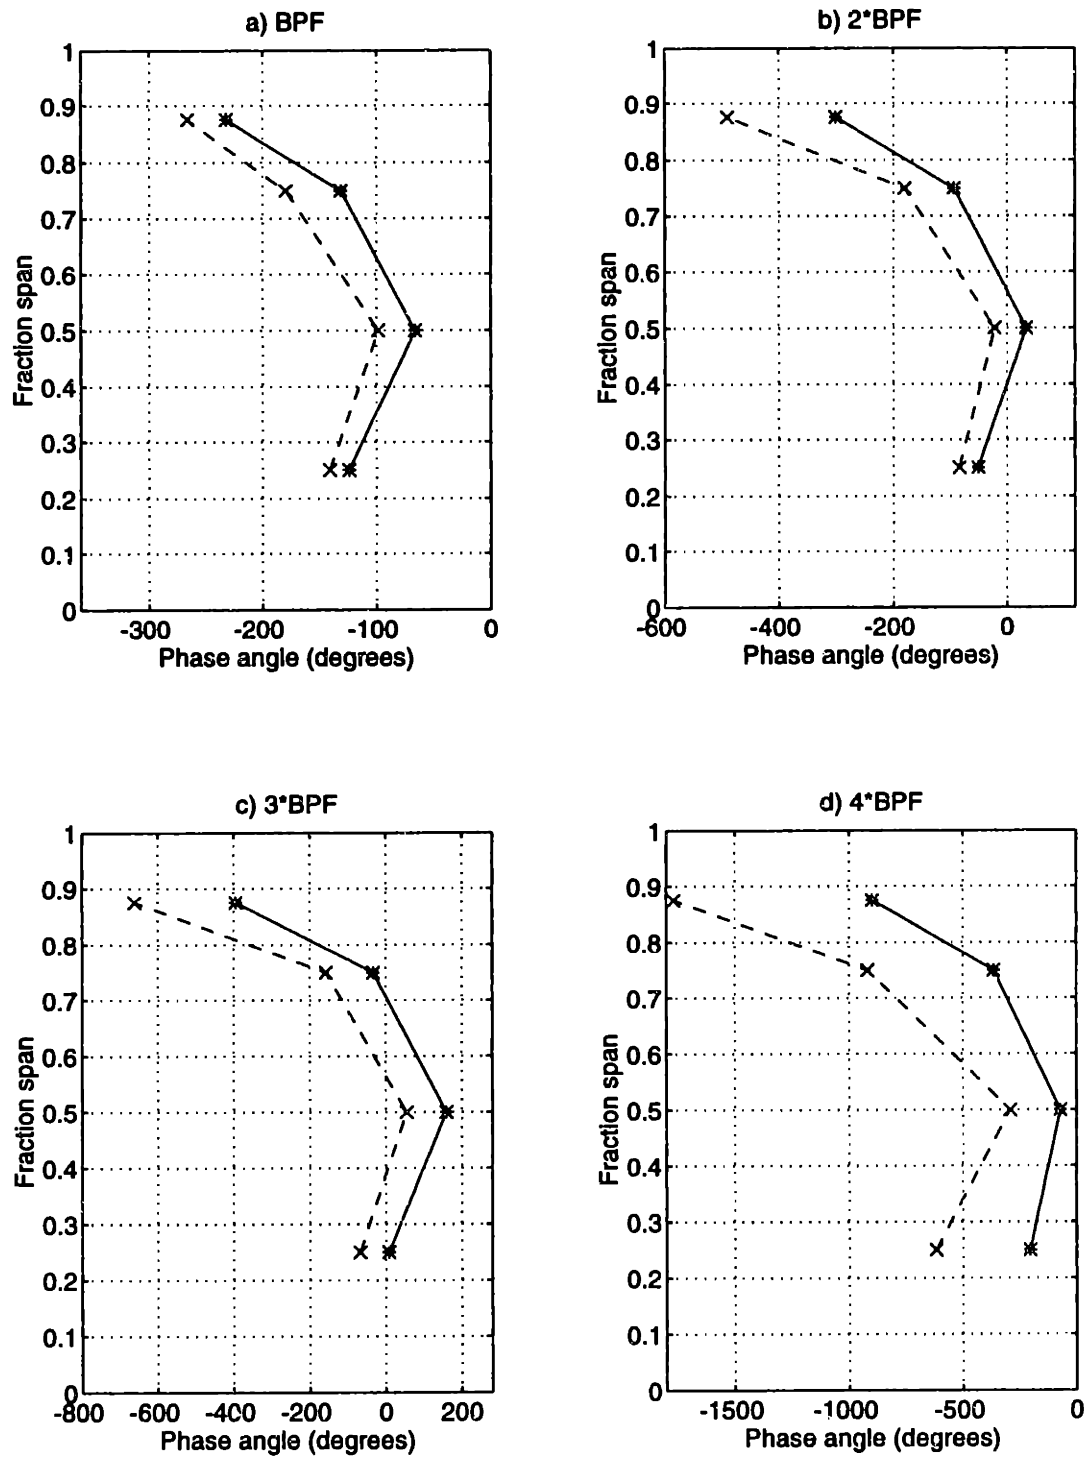 a) BPF
1
0.9
0.8
0.7
0.6
0.5
0.4
0.3
0.2
0.1
0
Fraction span
-300 -200 -100 0
Phase angle (degrees)
b) 2*BPF
1
0.9
0.8
0.7
0.6
0.5
0.4
0.3
0.2
0.1
0
Fraction span
-600 -400 -200 0
Phase angle (degrees)
c) 3*BPF
1
0.9
0.8
0.7
0.6
0.5
0.4
0.3
0.2
0.1
0
Fraction span
-800 -600 -400 -200 0 200
Phase angle (degrees)
d) 4*BPF
1
0.9
0.8
0.7
0.6
0.5
0.4
0.3
0.2
0.1
0
Fraction span
-1500 -1000 -500 0
Phase angle (degrees)